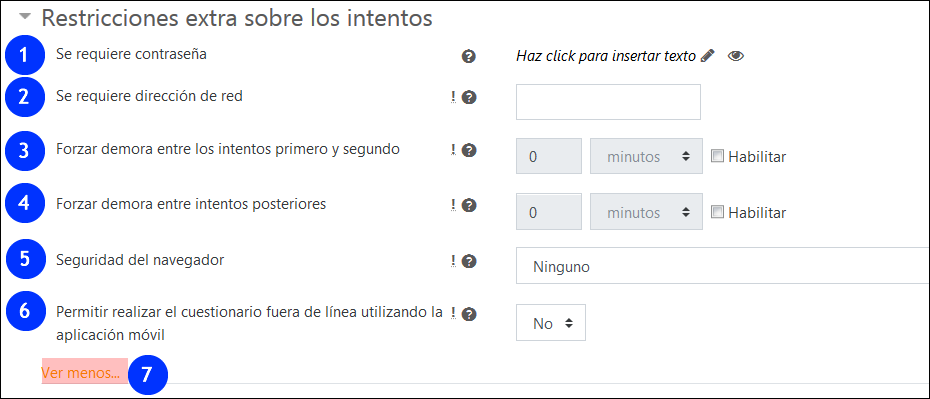 Restricciones extra sobre los intentos
1 Se requiere contraseña ? Haz click para insertar texto
2 Se requiere dirección de red ! ?
3 Forzar demora entre los intentos primero y segundo ! ? 0 minutos Habilitar
4 Forzar demora entre intentos posteriores ! ? 0 minutos Habilitar
5 Seguridad del navegador ! ? Ninguno
6 Permitir realizar el cuestionario fuera de línea utilizando la ! ? No
aplicación móvil
Ver menos... 7